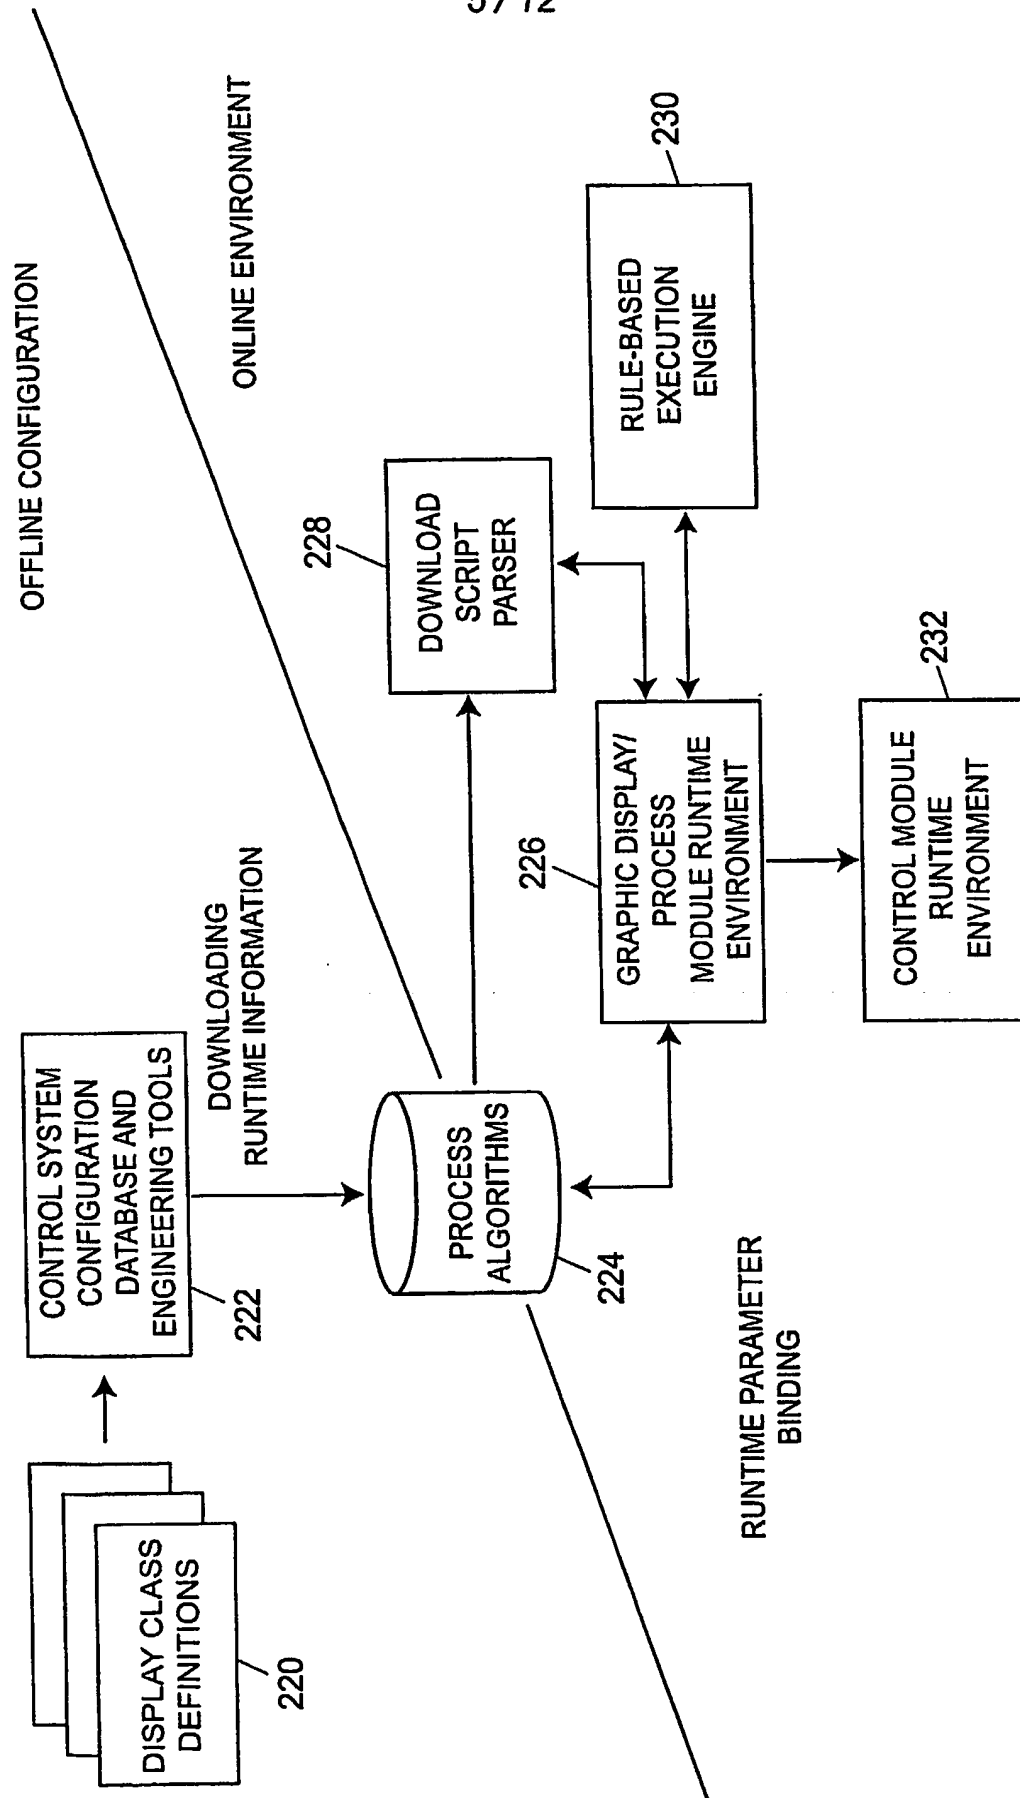 5 / 12
OFFLINE CONFIGURATION
ONLINE ENVIRONMENT
DISPLAY CLASS
DEFINITIONS
220
CONTROL SYSTEM
CONFIGURATION
DATABASE AND
ENGINEERING TOOLS
222
DOWNLOADING
RUNTIME INFORMATION
PROCESS
ALGORITHMS
224
DOWNLOAD
SCRIPT
PARSER
228
RULE-BASED
EXECUTION
ENGINE
230
GRAPHIC DISPLAY/
PROCESS
MODULE RUNTIME
ENVIRONMENT
226
CONTROL MODULE
RUNTIME
ENVIRONMENT
232
RUNTIME PARAMETER
BINDING